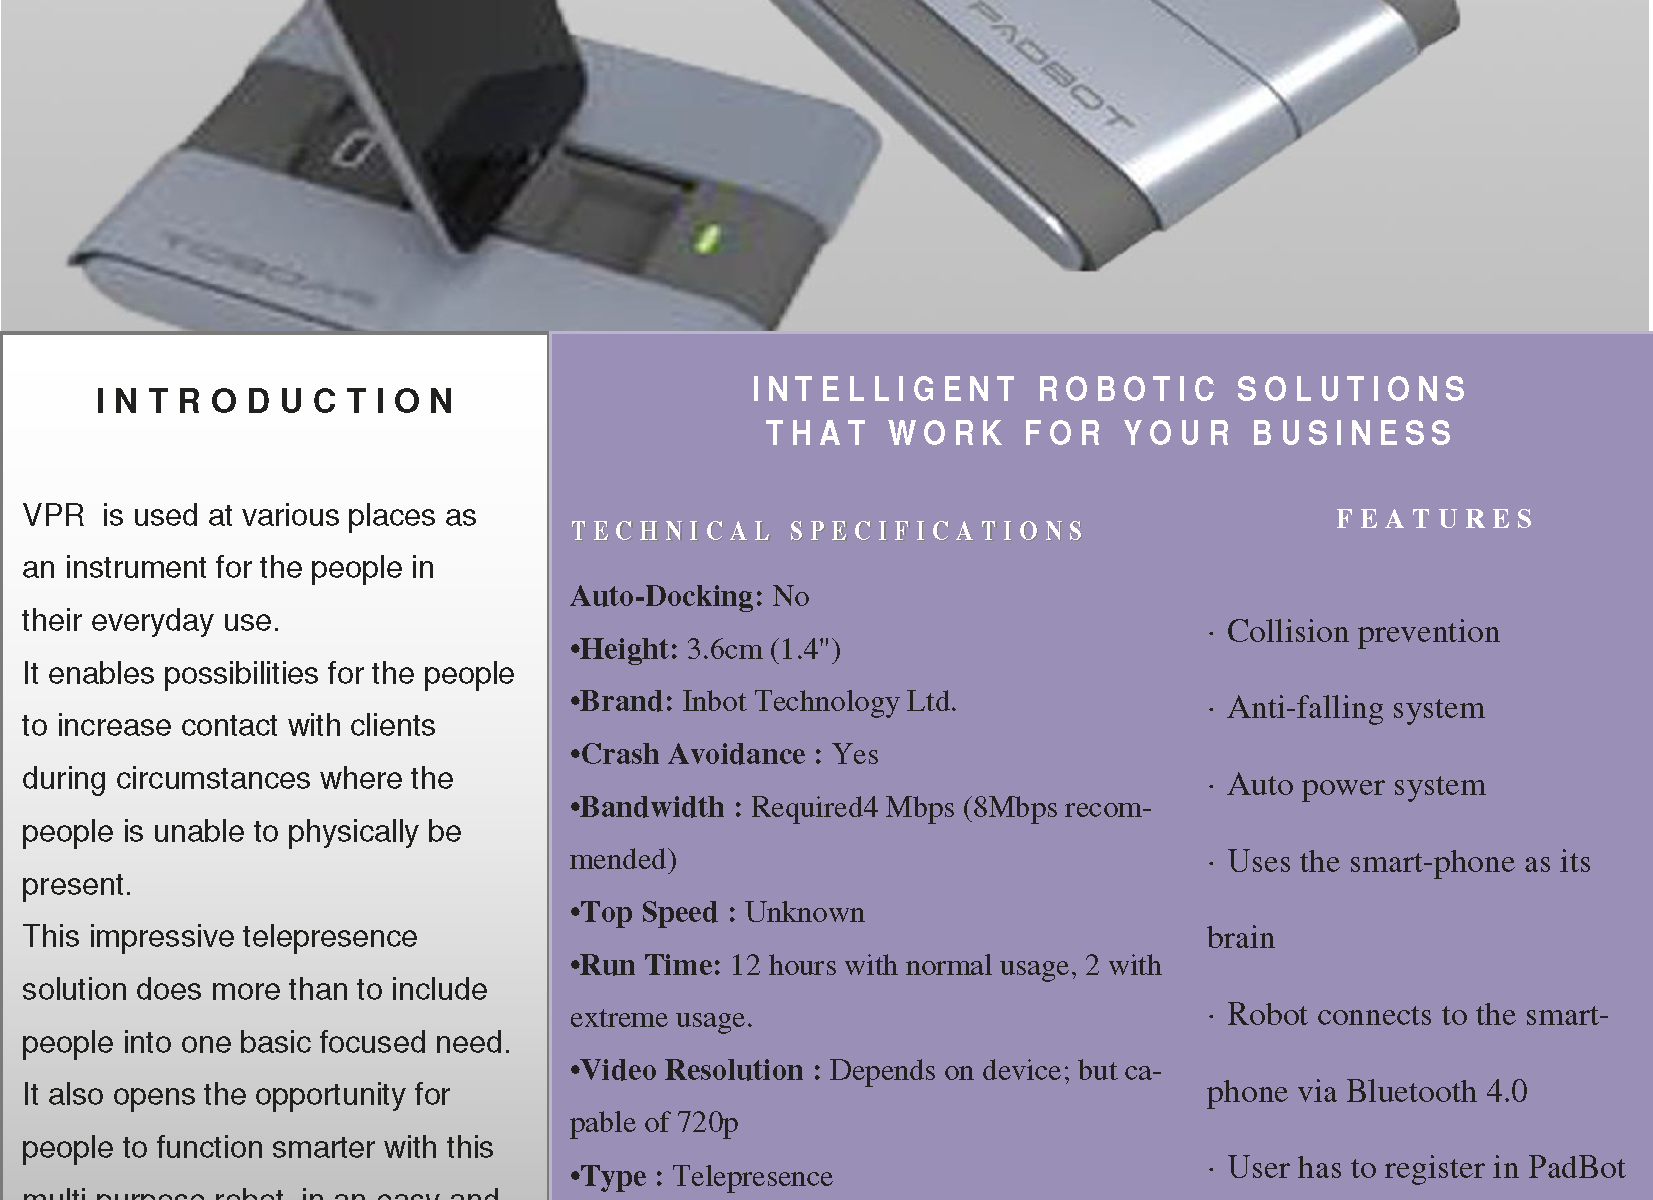 PADBOT
INTRODUCTION
VPR is used at various places as
an instrument for the people in
their everyday use.
It enables possibilities for the people
to increase contact with clients
during circumstances where the
people is unable to physically be
present.
This impressive telepresence
solution does more than to include
people into one basic focused need.
It also opens the opportunity for
people to function smarter with this
multi purpose robot, in an easy and
INTELLIGENT ROBOTIC SOLUTIONS
THAT WORK FOR YOUR BUSINESS
TECHNICAL SPECIFICATIONS
Auto-Docking: No
•Height: 3.6cm (1.4")
•Brand: Inbot Technology Ltd.
•Crash Avoidance : Yes
•Bandwidth : Required4 Mbps (8Mbps recom-
mended)
•Top Speed : Unknown
•Run Time: 12 hours with normal usage, 2 with
extreme usage.
•Video Resolution : Depends on device; but ca-
pable of 720p
•Type : Telepresence
FEATURES
· Collision prevention
· Anti-falling system
· Auto power system
· Uses the smart-phone as its
brain
· Robot connects to the smart-
phone via Bluetooth 4.0
· User has to register in PadBot